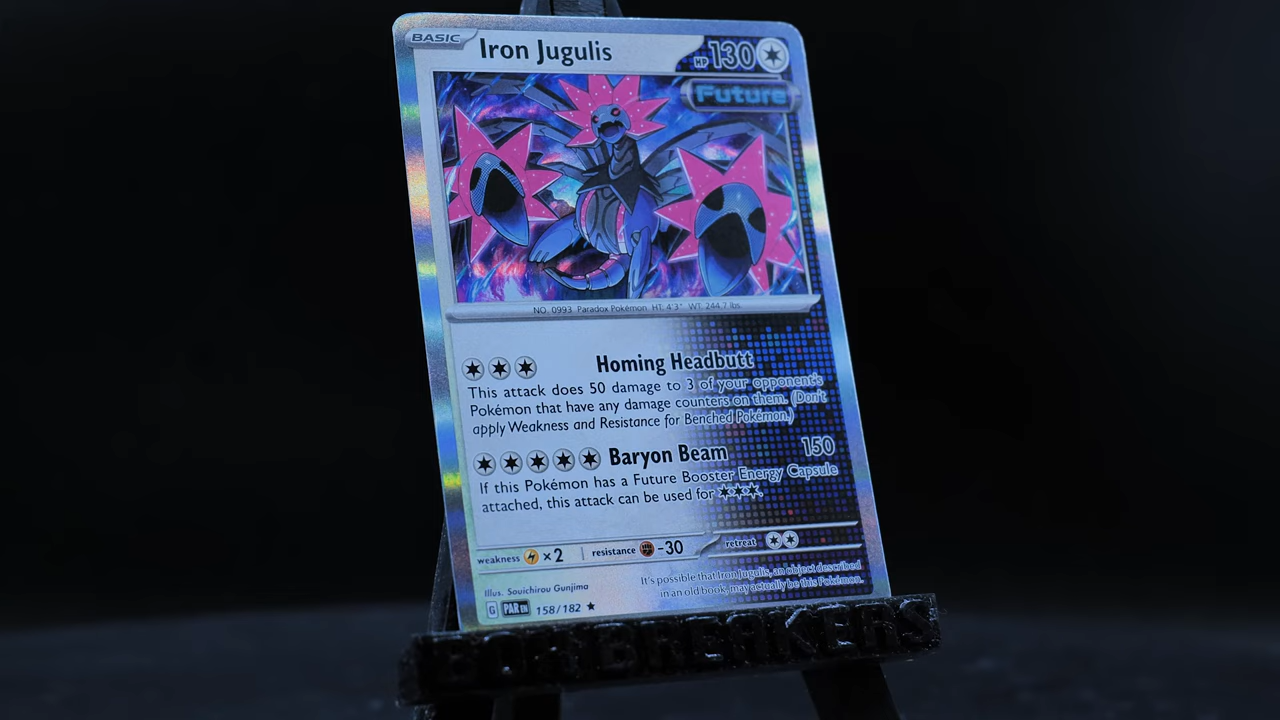 BASIC Iron Jugulis HP 130
Future
NO. 0993 Paradox Pokémon HT: 4'3" WT: 244.7 lbs.
Homing Headbutt
This attack does 50 damage to 3 of your opponent's
Pokémon that have any damage counters on them. (Don't
apply Weakness and Resistance for Benched Pokémon.)
Baryon Beam 150
If this Pokémon has a Future Booster Energy Capsule
attached, this attack can be used for
weakness ×2 resistance -30 retreat
It's possible that Iron Jugulis, an object described
in an old book, may actually be this Pokémon.
Illus. Souichirou Gunjima
G PAR EN 158/182